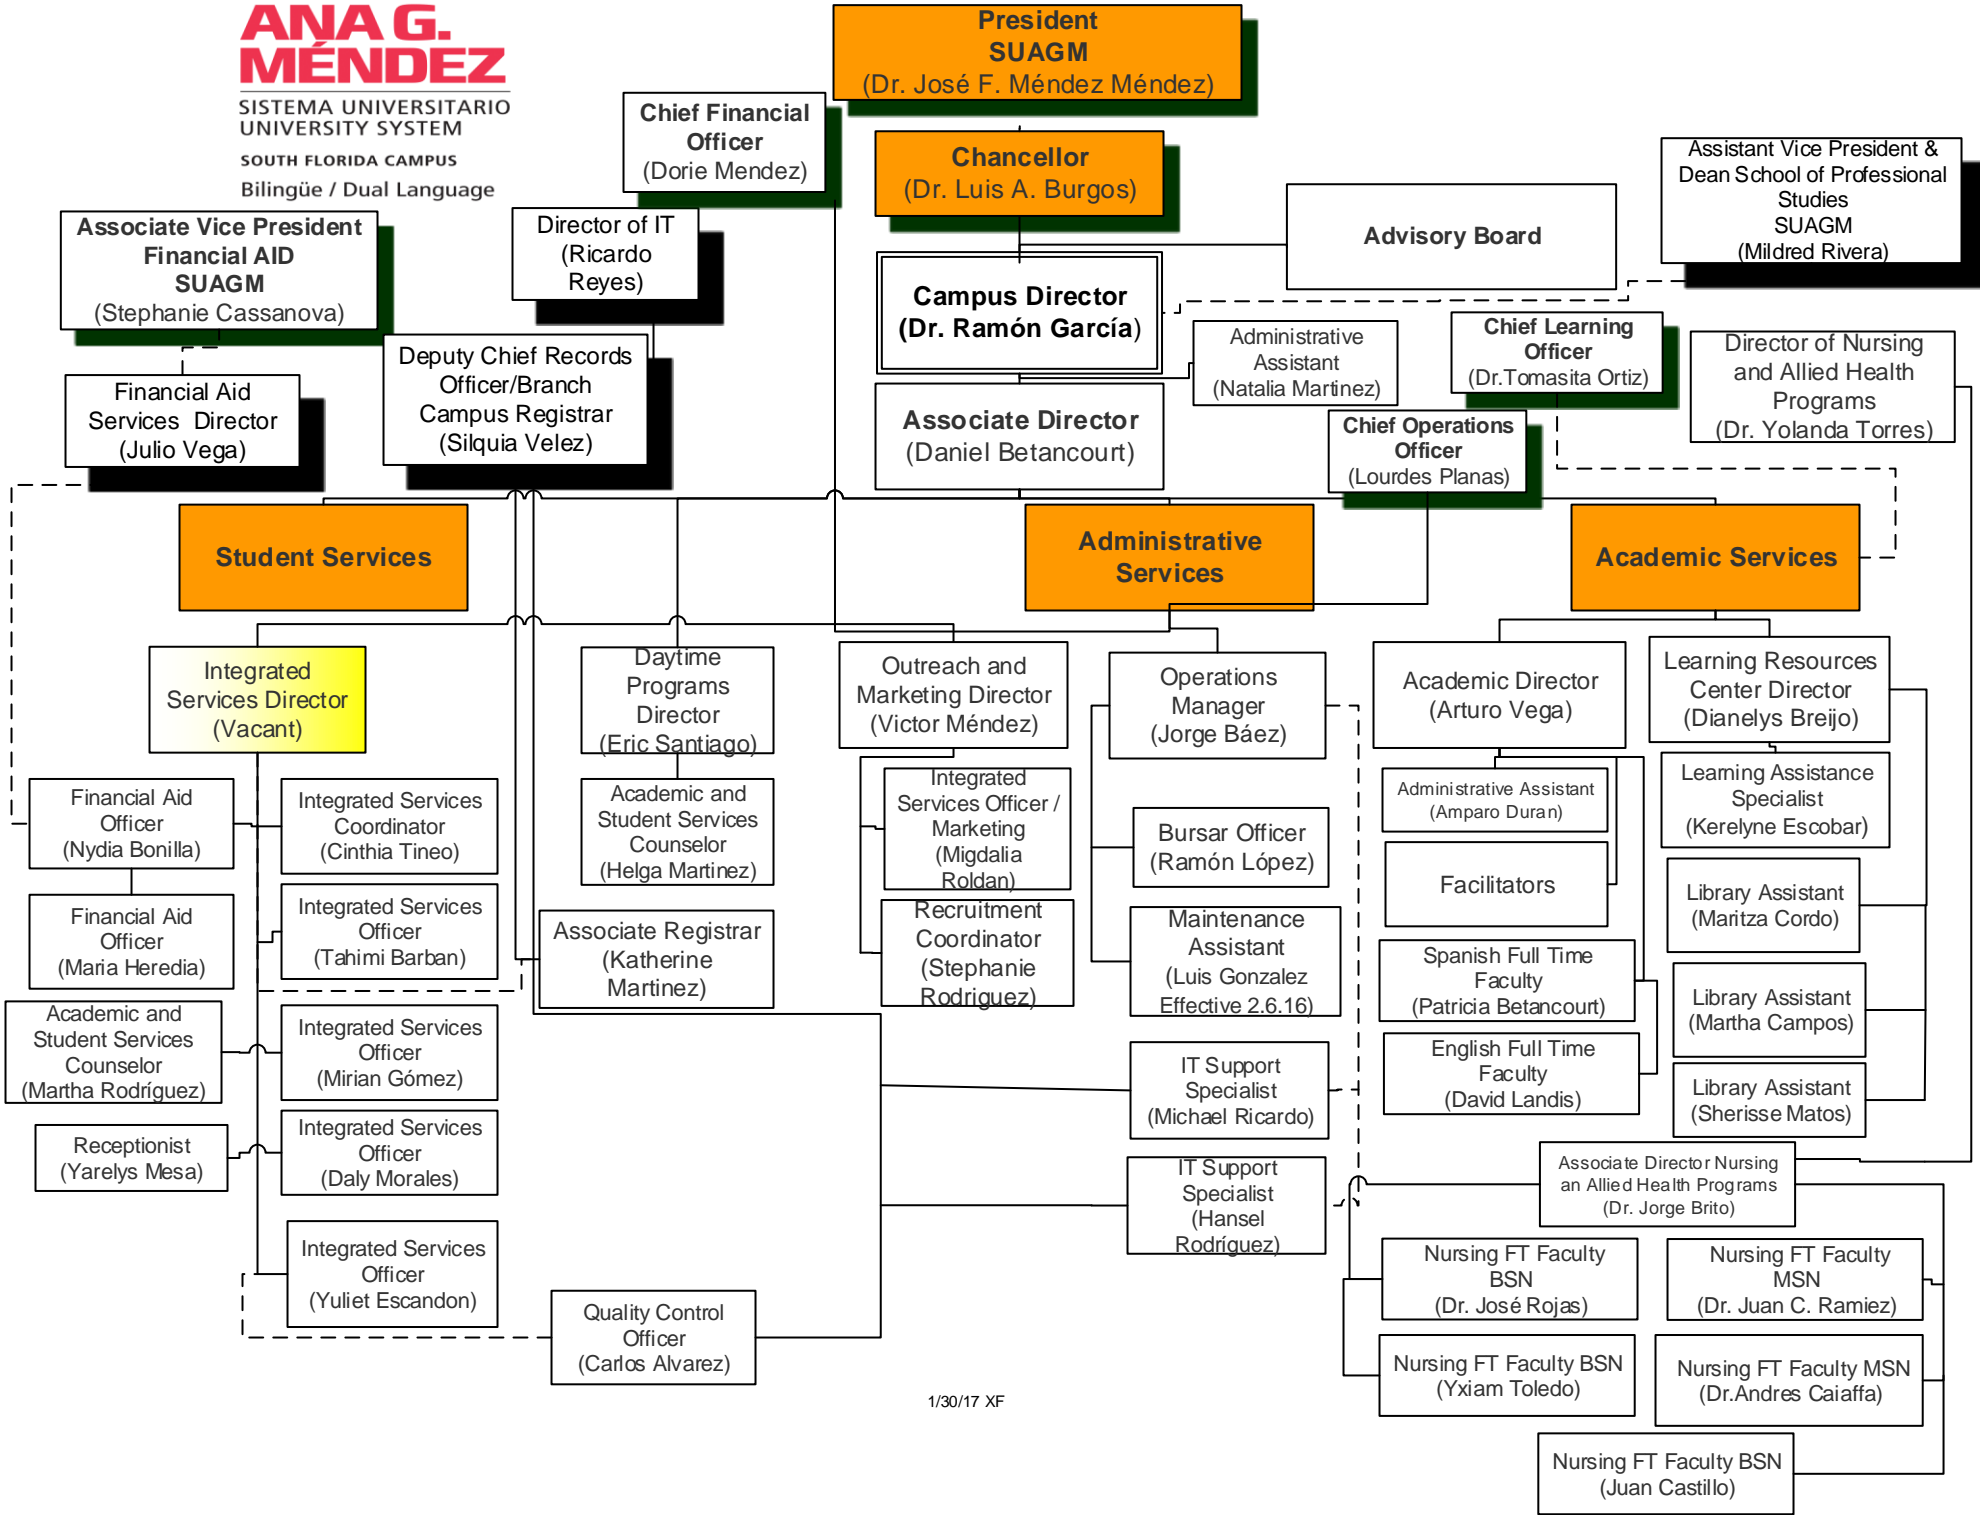 ANA G.
MÉNDEZ
SISTEMA UNIVERSITARIO
UNIVERSITY SYSTEM
SOUTH FLORIDA CAMPUS
Bilingüe / Dual Language
President
SUAGM
(Dr. José F. Méndez Méndez)
Chief Financial
Officer
(Dorie Mendez)
Chancellor
(Dr. Luis A. Burgos)
Assistant Vice President &
Dean School of Professional
Studies
SUAGM
(Mildred Rivera)
Advisory Board
Associate Vice President
Financial AID
SUAGM
(Stephanie Cassanova)
Director of IT
(Ricardo
Reyes)
Campus Director
(Dr. Ramón García)
Administrative
Assistant
(Natalia Martinez)
Chief Learning
Officer
(Dr.Tomasita Ortiz)
Director of Nursing
and Allied Health
Programs
(Dr. Yolanda Torres)
Financial Aid
Services  Director
(Julio Vega)
Deputy Chief Records
Officer/Branch
Campus Registrar
(Silquia Velez)
Associate Director
(Daniel Betancourt)
Chief Operations
Officer
(Lourdes Planas)
Student Services
Administrative
Services
Academic Services
Integrated
Services Director
(Vacant)
Daytime
Programs
Director
(Eric Santiago)
Outreach and
Marketing Director
(Victor Méndez)
Operations
Manager
(Jorge Báez)
Academic Director
(Arturo Vega)
Learning Resources
Center Director
(Dianelys Breijo)
Financial Aid
Officer
(Nydia Bonilla)
Integrated Services
Coordinator
(Cinthia Tineo)
Academic and
Student Services
Counselor
(Helga Martinez)
Integrated
Services Officer /
Marketing
(Migdalia
Roldan)
Bursar Officer
(Ramón López)
Administrative Assistant
(Amparo Duran)
Learning Assistance
Specialist
(Kerelyne Escobar)
Facilitators
Library Assistant
(Maritza Cordo)
Financial Aid
Officer
(Maria Heredia)
Integrated Services
Officer
(Tahimi Barban)
Associate Registrar
(Katherine
Martinez)
Recruitment
Coordinator
(Stephanie
Rodriguez)
Maintenance
Assistant
(Luis Gonzalez
Effective 2.6.16)
Spanish Full Time
Faculty
(Patricia Betancourt)
Library Assistant
(Martha Campos)
Academic and
Student Services
Counselor
(Martha Rodríguez)
Integrated Services
Officer
(Mirian Gómez)
IT Support
Specialist
(Michael Ricardo)
English Full Time
Faculty
(David Landis)
Library Assistant
(Sherisse Matos)
Receptionist
(Yarelys Mesa)
Integrated Services
Officer
(Daly Morales)
IT Support
Specialist
(Hansel
Rodríguez)
Associate Director Nursing
an Allied Health Programs
(Dr. Jorge Brito)
Integrated Services
Officer
(Yuliet Escandon)
Quality Control
Officer
(Carlos Alvarez)
Nursing FT Faculty
BSN
(Dr. José Rojas)
Nursing FT Faculty
MSN
(Dr. Juan C. Ramiez)
Nursing FT Faculty BSN
(Yxiam Toledo)
Nursing FT Faculty MSN
(Dr.Andres Caiaffa)
1/30/17 XF
Nursing FT Faculty BSN
(Juan Castillo)